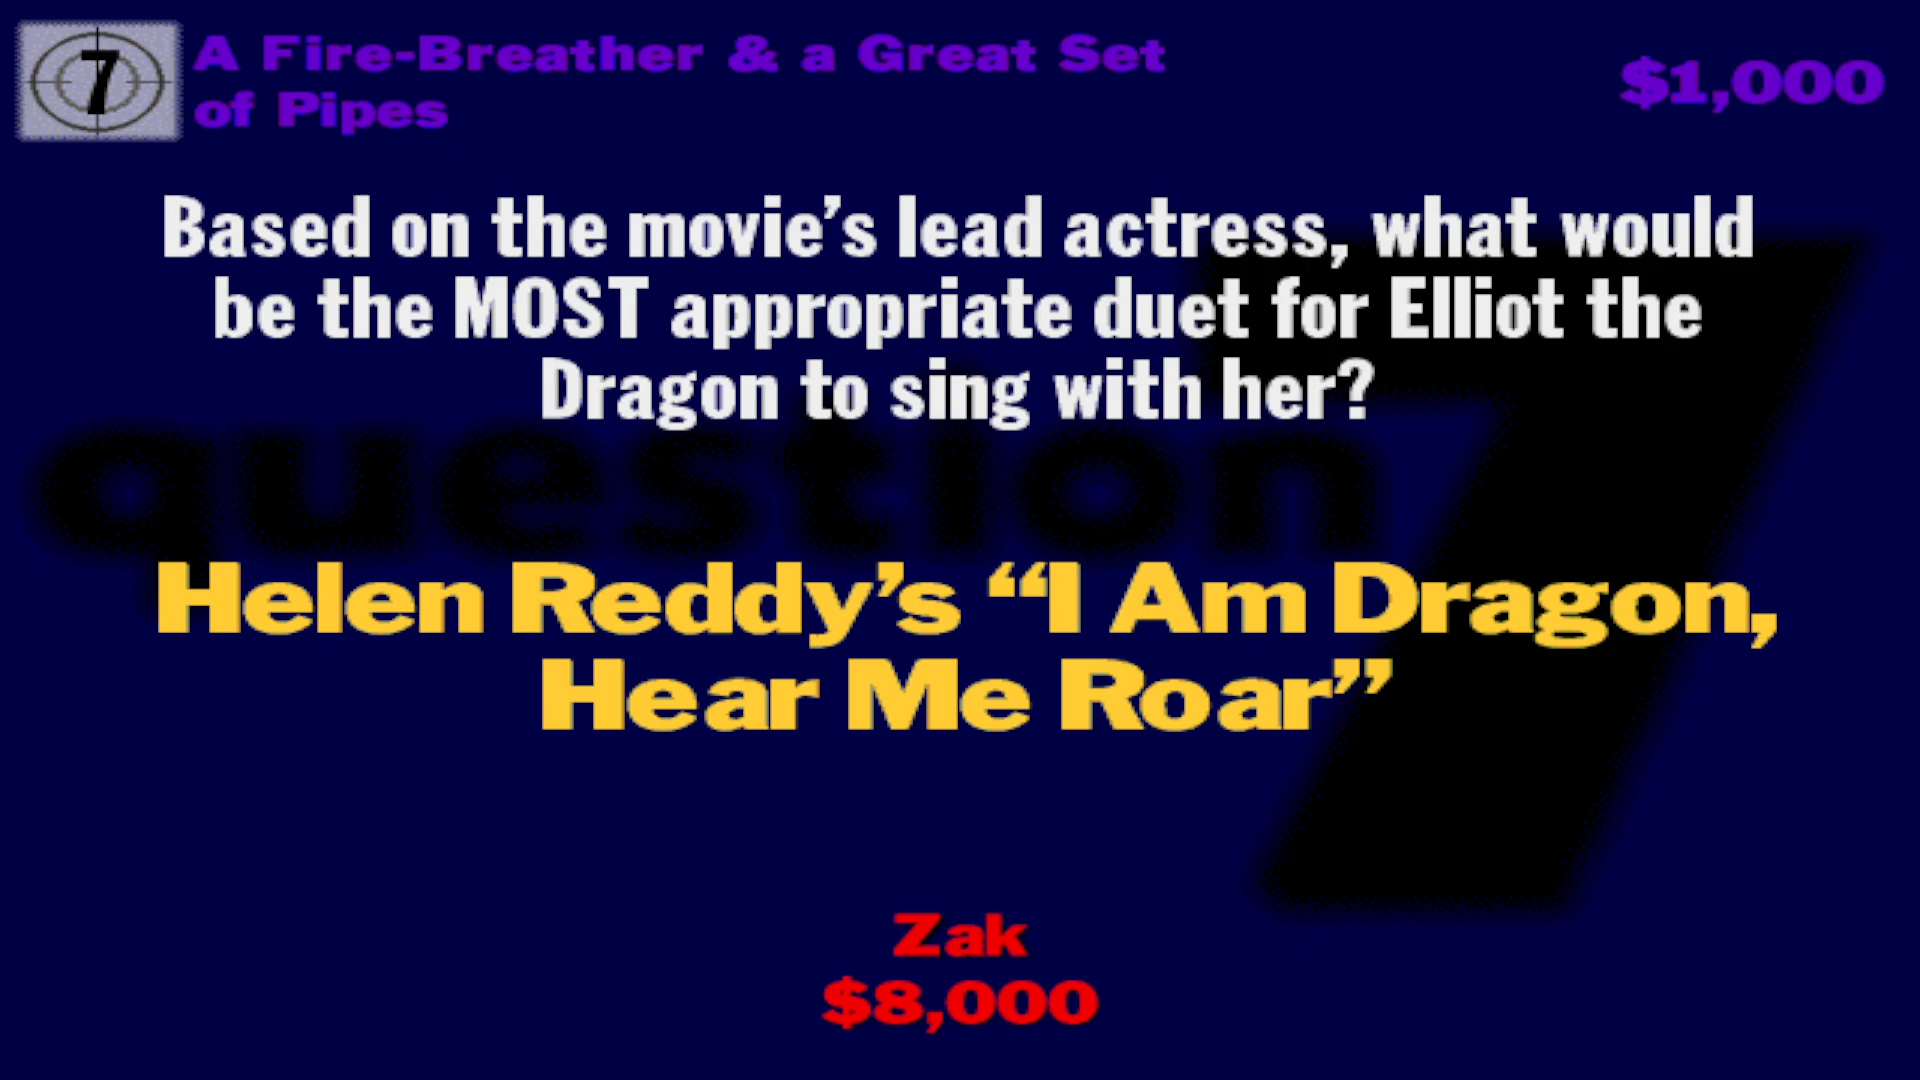 7
A Fire-Breather & a Great Set
of Pipes
$1,000
Based on the movie’s lead actress, what would
be the MOST appropriate duet for Elliot the
Dragon to sing with her?
question 7
Helen Reddy’s “I Am Dragon,
Hear Me Roar”
Zak
$8,000